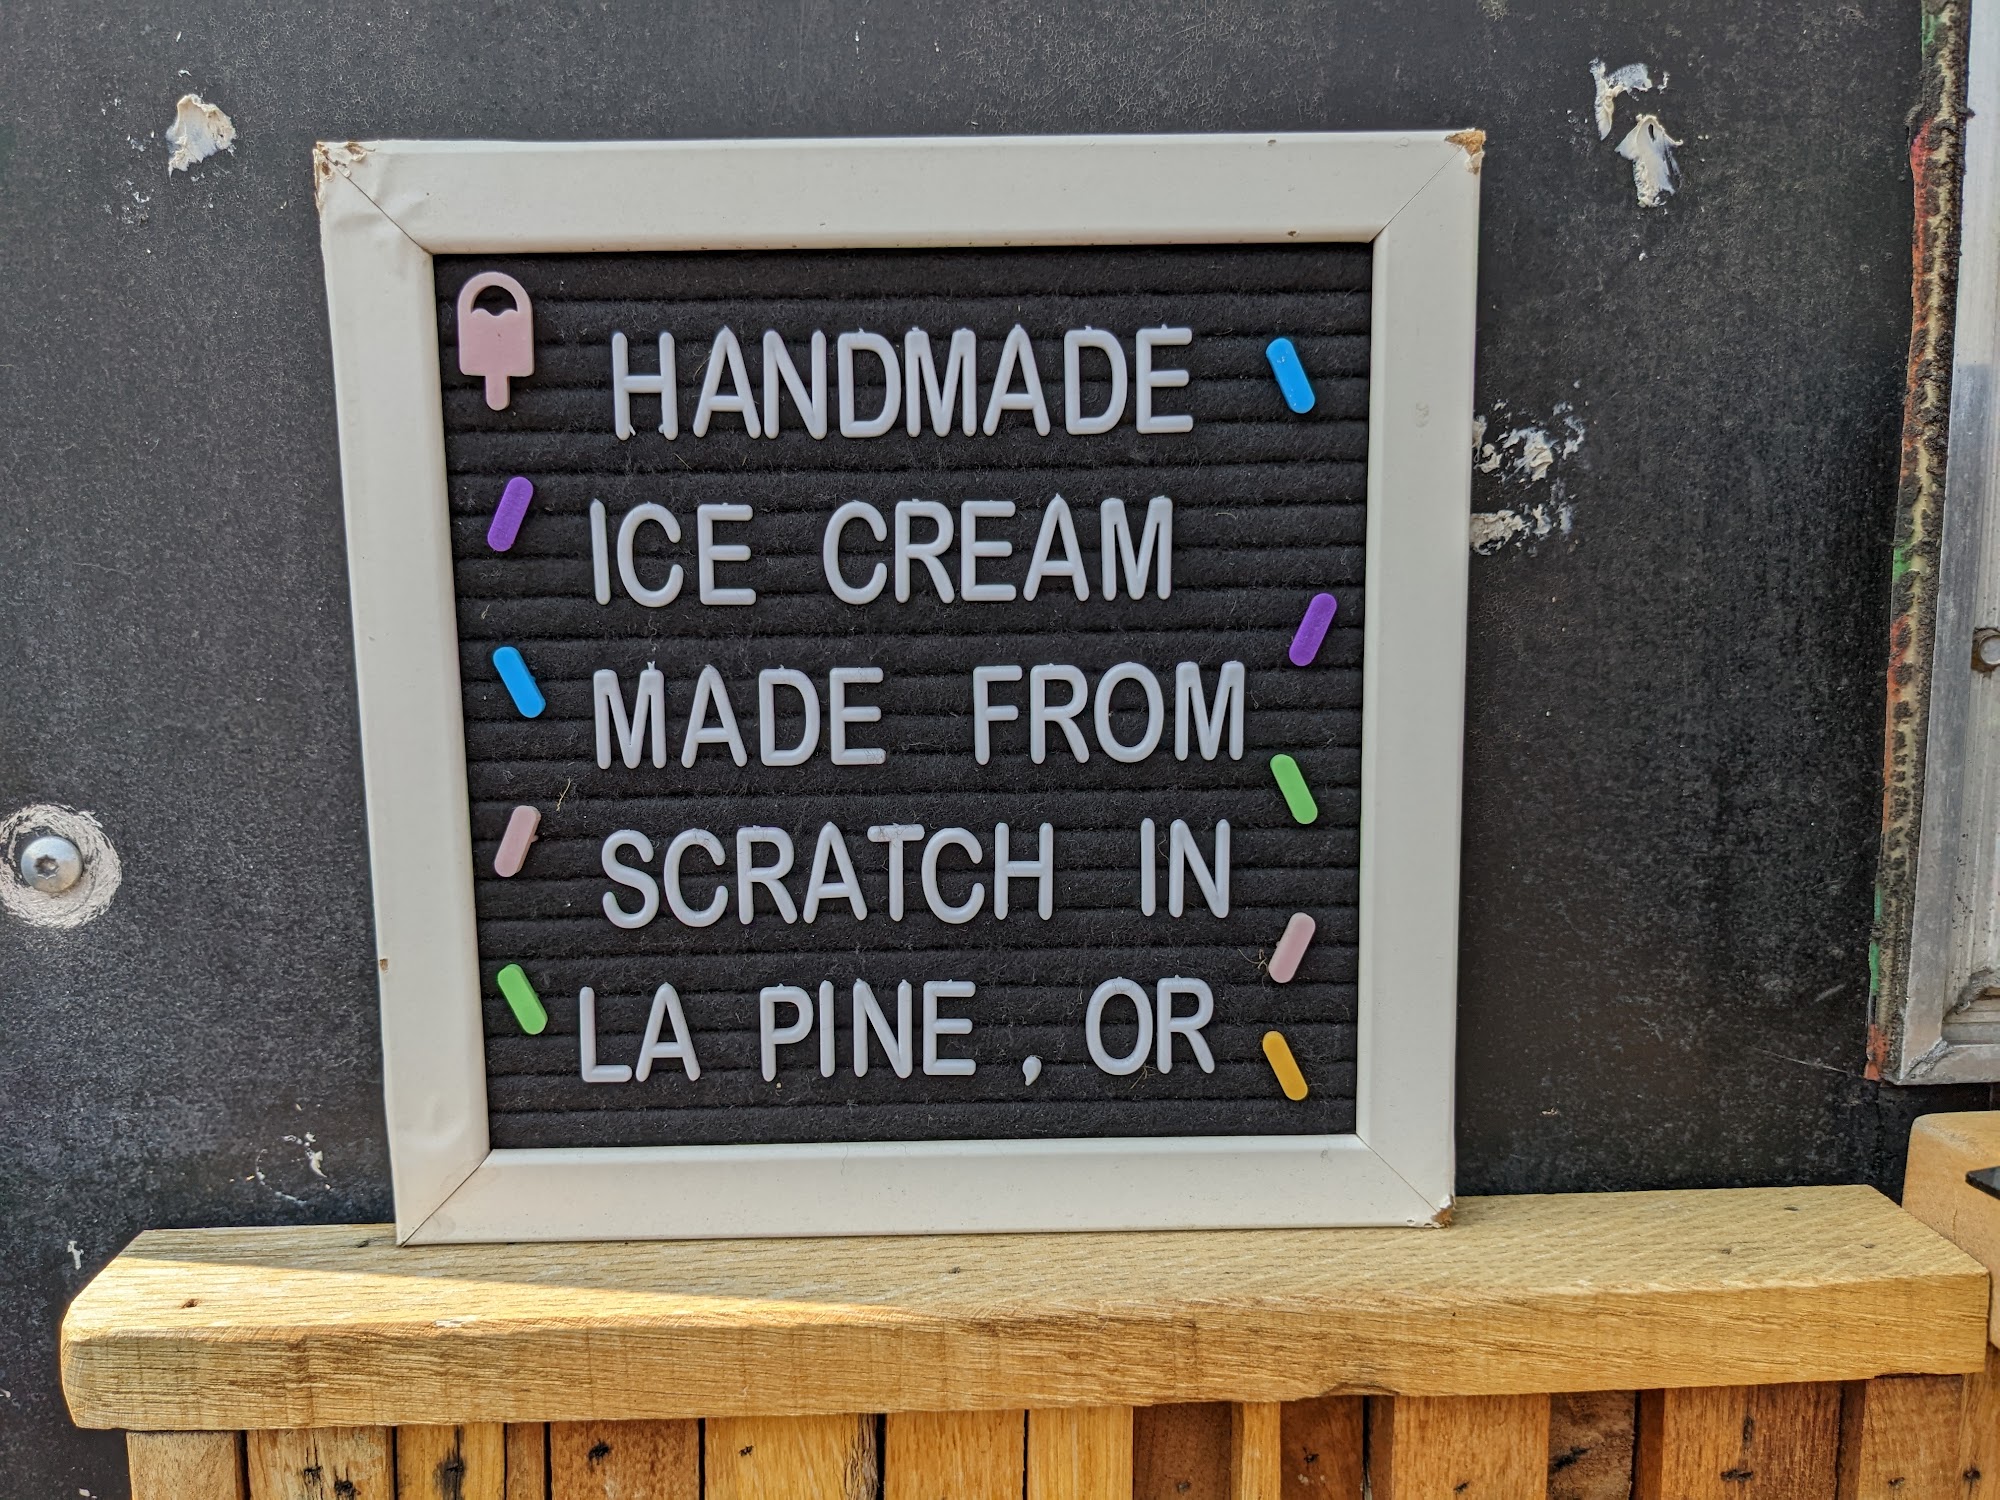 HANDMADE
ICE CREAM
MADE FROM
SCRATCH IN
LA PINE, OR